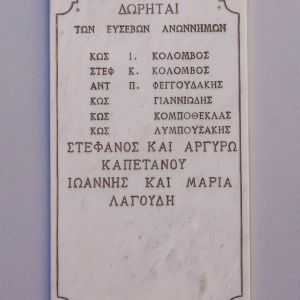 ΔΩΡΗΤΑΙ
ΤΩΝ ΕΥΣΕΒΩΝ ΑΝΩΝΝΗΜΩΝ
ΚΩΣ Ι. ΚΟΛΟΜΒΟΣ
ΣΤΕΦ Κ. ΚΟΛΟΜΒΟΣ
ΑΝΤ Π. ΦΕΓΓΟΥΔΑΚΗΣ
ΚΩΣ ΓΙΑΝΝΙΩΔΗΣ
ΚΩΣ ΚΟΜΠΟΘΕΚΛΑΣ
ΚΩΣ ΛΥΜΠΟΥΣΑΚΗΣ
ΣΤΕΦΑΝΟΣ ΚΑΙ ΑΡΓΥΡΩ
ΚΑΠΕΤΑΝΟΥ
ΙΩΑΝΝΗΣ ΚΑΙ ΜΑΡΙΑ
ΛΑΓΟΥΔΗ